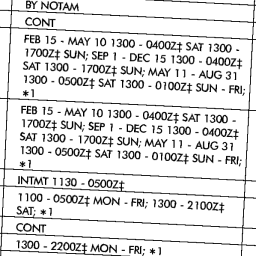 BY NOTAM
CONT
FEB 15 - MAY 10 1300 - 0400Z‡ SAT 1300 -
1700Z‡ SUN; SEP 1 - DEC 15 1300 - 0400Z‡
SAT 1300 - 1700Z‡ SUN; MAY 11 - AUG 31
1300 - 0500Z‡ SAT 1300 - 0100Z‡ SUN - FRI;
*1
FEB 15 - MAY 10 1300 - 0400Z‡ SAT 1300 -
1700Z‡ SUN; SEP 1 - DEC 15 1300 - 0400Z‡
SAT 1300 - 1700Z‡ SUN; MAY 11 - AUG 31
1300 - 0500Z‡ SAT 1300 - 0100Z‡ SUN - FRI;
*1
INTMT 1130 - 0500Z‡
1100 - 0500Z‡ MON - FRI; 1300 - 2100Z‡
SAT; *1
CONT
1300 - 2200Z‡ MON - FRI; *1